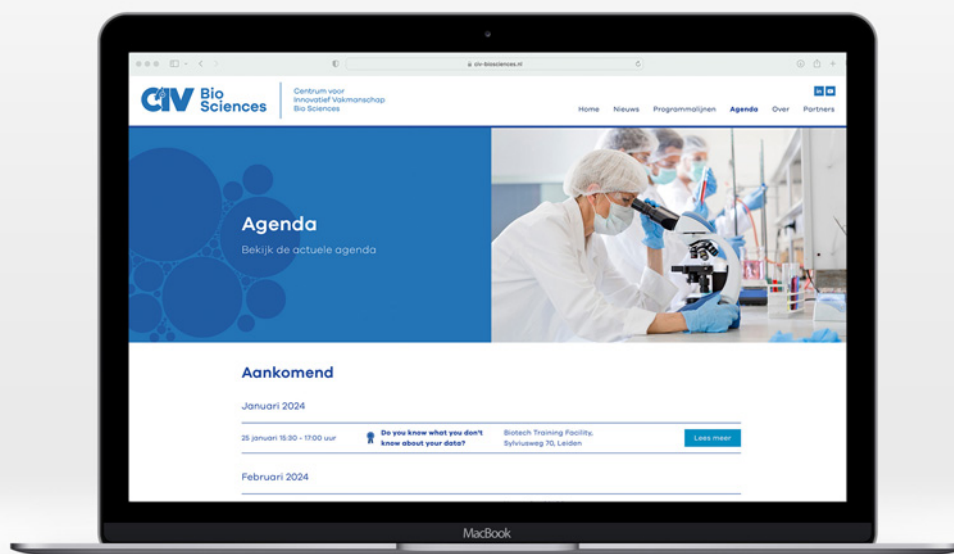 civ-biosciences.nl
CIV Bio
Sciences
Centrum voor
Innovatief Vakmanschap
Bio Sciences
in
Home Nieuws Programmalijnen Agenda Over Partners
Agenda
Bekijk de actuele agenda
Aankomend
Januari 2024
25 januari 15:30 - 17:00 uur
Do you know what you don't
know about your data?
Biotech Training Facility,
Sylviusweg 70, Leiden
Lees meer
Februari 2024
MacBook